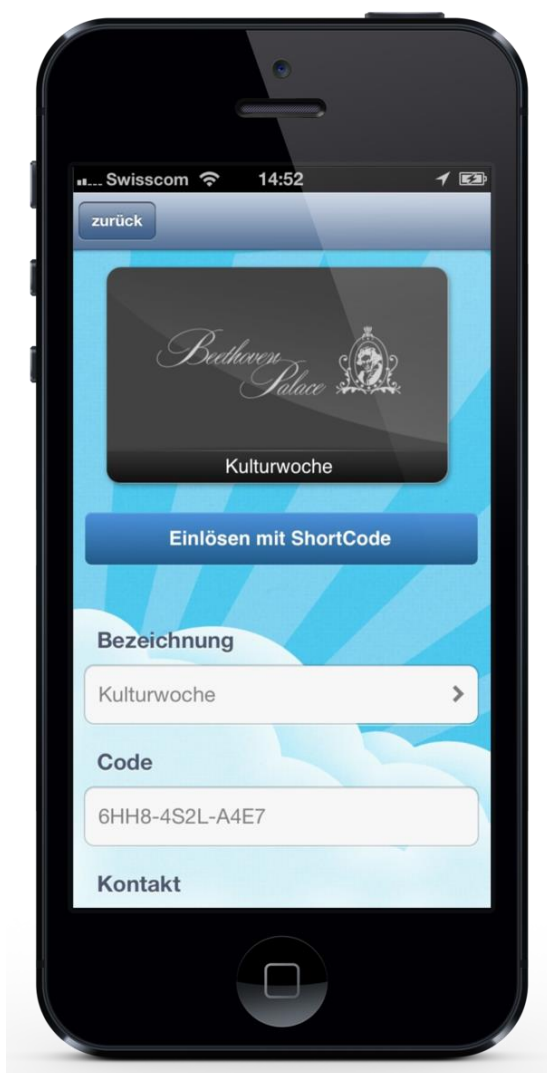 Swisscom 14:52
zurück
Beethoven
Palace
Kulturwoche
Einlösen mit ShortCode
Bezeichnung
Kulturwoche
Code
6HH8-4S2L-A4E7
Kontakt